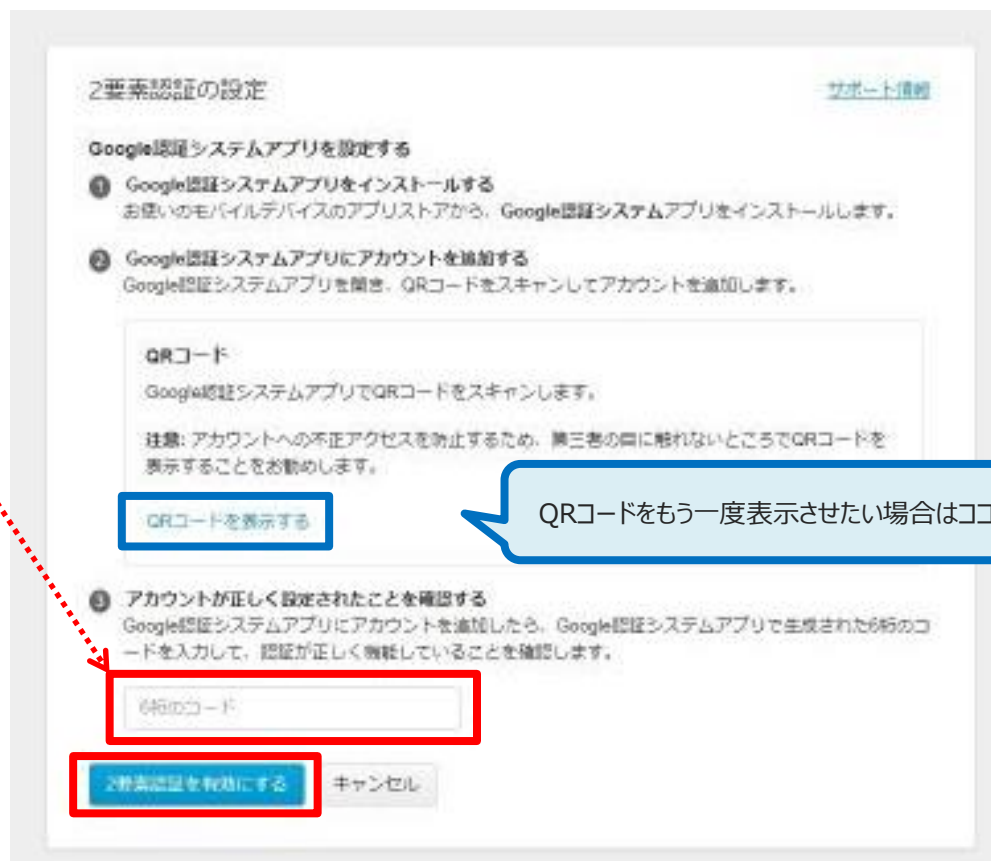 2要素認証の設定
サポート情報
Google認証システムアプリを設定する
1 Google認証システムアプリをインストールする
お使いのモバイルデバイスのアプリストアから、Google認証システムアプリをインストールします。
2 Google認証システムアプリにアカウントを追加する
Google認証システムアプリを開き、QRコードをスキャンしてアカウントを追加します。
QRコード
Google認証システムアプリでQRコードをスキャンします。
注意: アカウントへの不正アクセスを防止するため、第三者の目に触れないところでQRコードを
表示することをお勧めします。
QRコードを表示する
QRコードをもう一度表示させたい場合はココ
3 アカウントが正しく設定されたことを確認する
Google認証システムアプリにアカウントを追加したら、Google認証システムアプリで生成された6桁のコ
ードを入力して、認証が正しく機能していることを確認します。
6桁のコード
2要素認証を有効にする
キャンセル